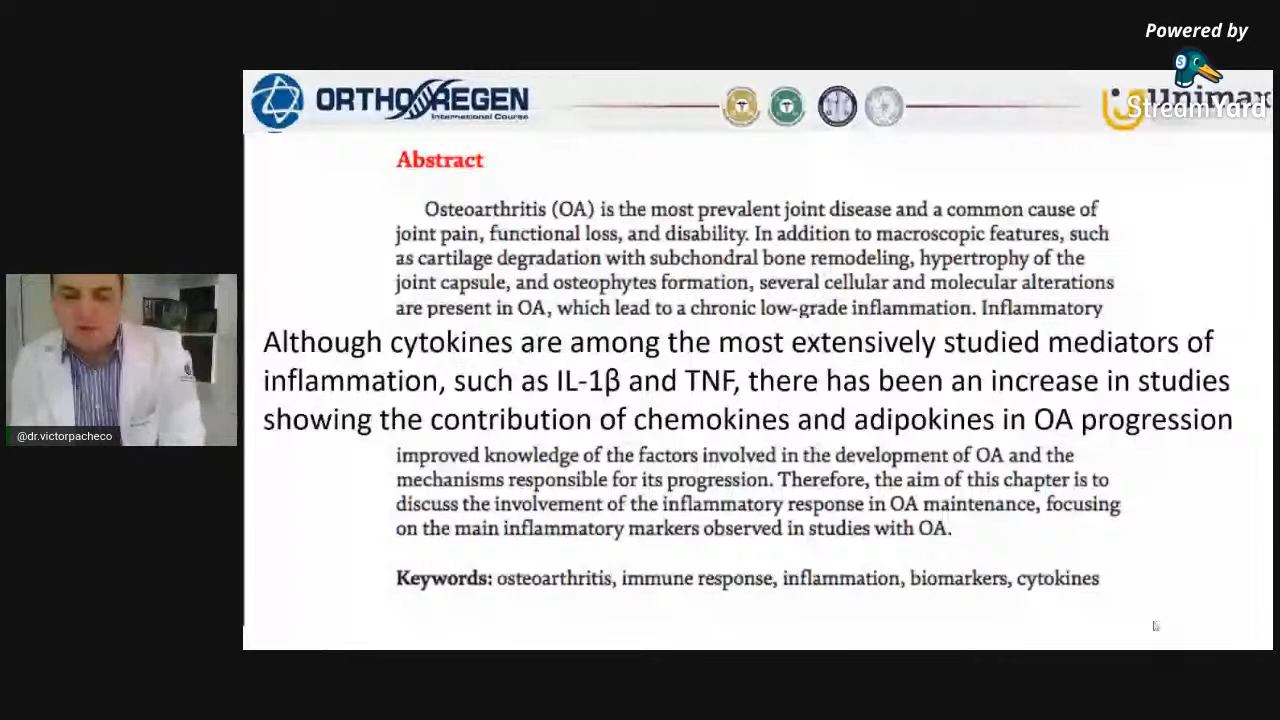 Powered by
StreamYard
ORTHOREGEN
International Course
Unimax
Abstract
Osteoarthritis (OA) is the most prevalent joint disease and a common cause of
joint pain, functional loss, and disability. In addition to macroscopic features, such
as cartilage degradation with subchondral bone remodeling, hypertrophy of the
joint capsule, and osteophytes formation, several cellular and molecular alterations
are present in OA, which lead to a chronic low-grade inflammation. Inflammatory
Although cytokines are among the most extensively studied mediators of
inflammation, such as IL-1β and TNF, there has been an increase in studies
showing the contribution of chemokines and adipokines in OA progression
improved knowledge of the factors involved in the development of OA and the
mechanisms responsible for its progression. Therefore, the aim of this chapter is to
discuss the involvement of the inflammatory response in OA maintenance, focusing
on the main inflammatory markers observed in studies with OA.
Keywords: osteoarthritis, immune response, inflammation, biomarkers, cytokines
@dr.victorpacheco